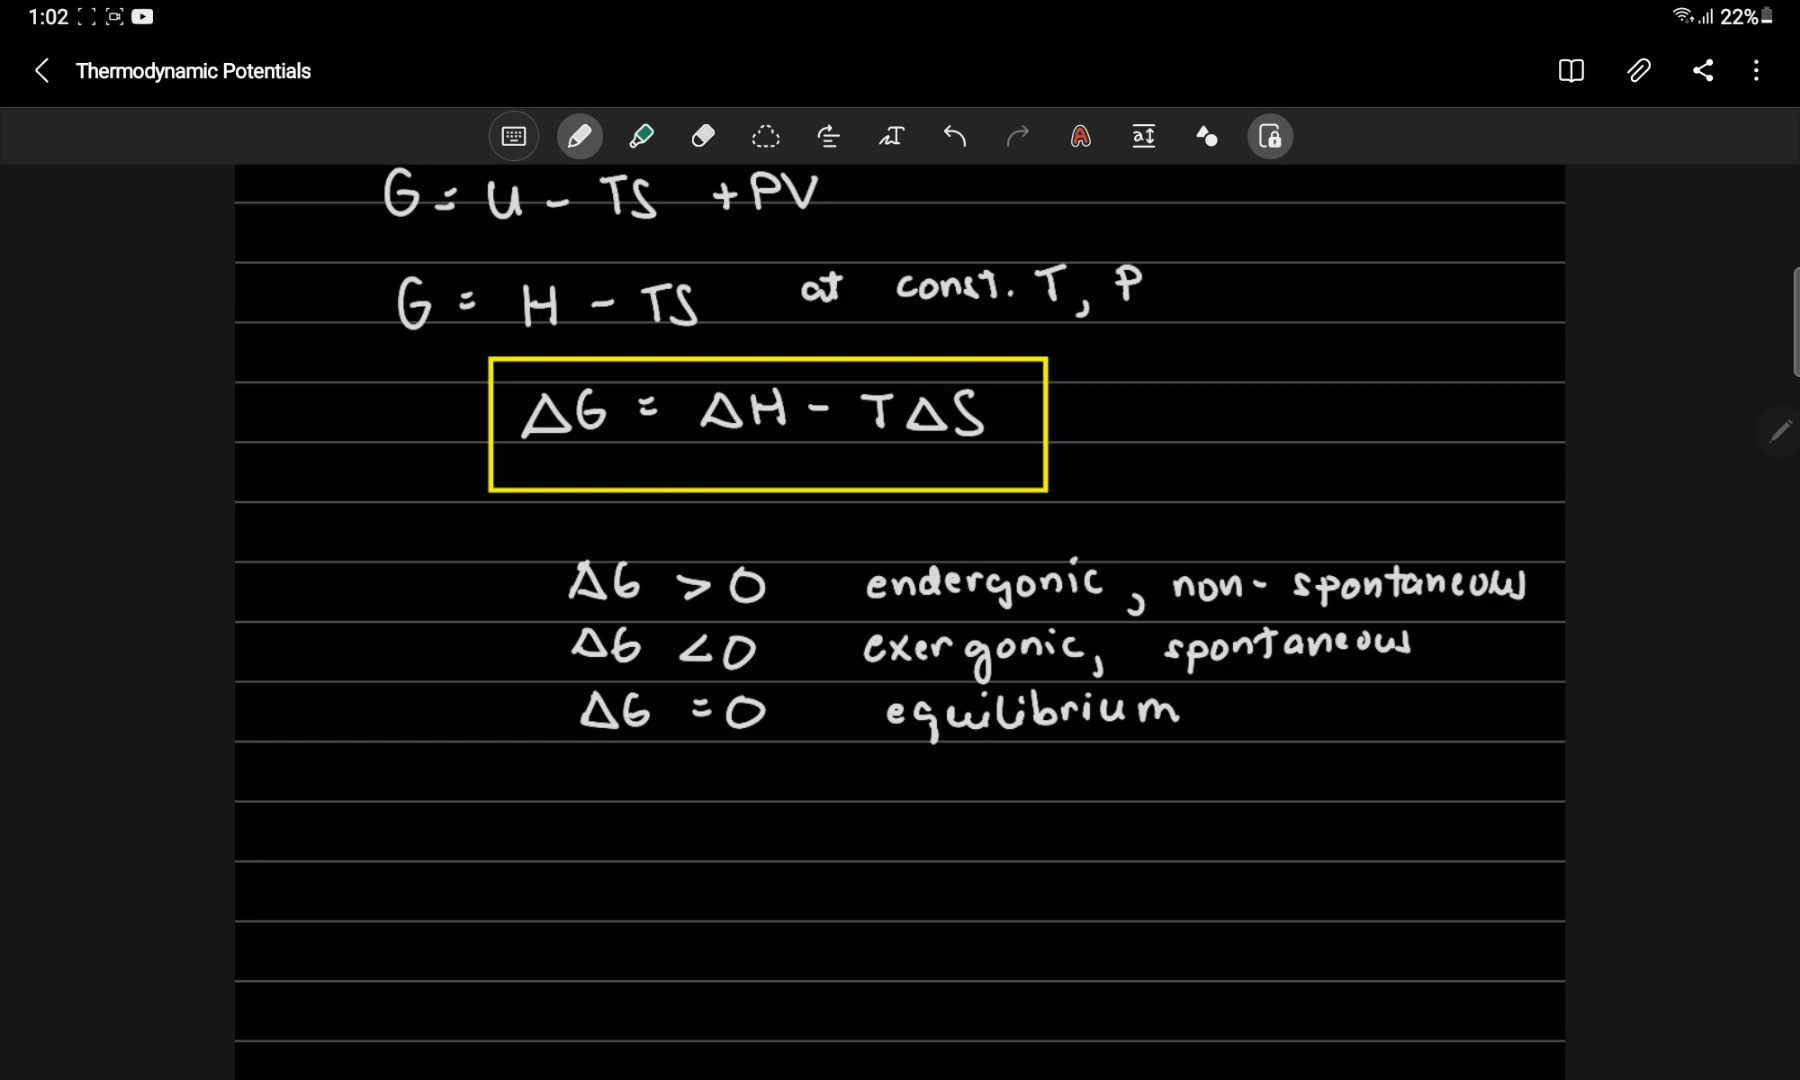 1:02 22%
Thermodynamic Potentials
G = U - TS + PV
G = H - TS at const. T, P
ΔG = ΔH - TΔS
ΔG > 0 endergonic, non-spontaneous
ΔG < 0 exergonic, spontaneous
ΔG = 0 equilibrium